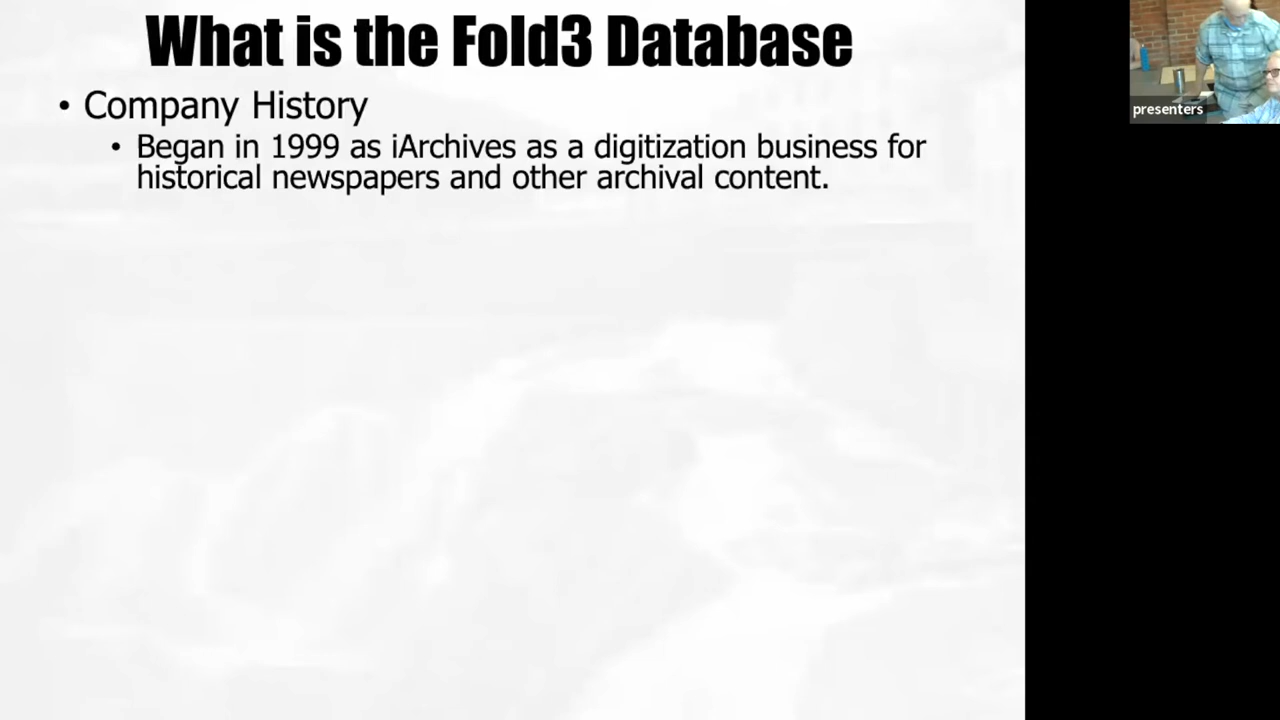 What is the Fold3 Database
• Company History
• Began in 1999 as iArchives as a digitization business for
historical newspapers and other archival content.
presenters